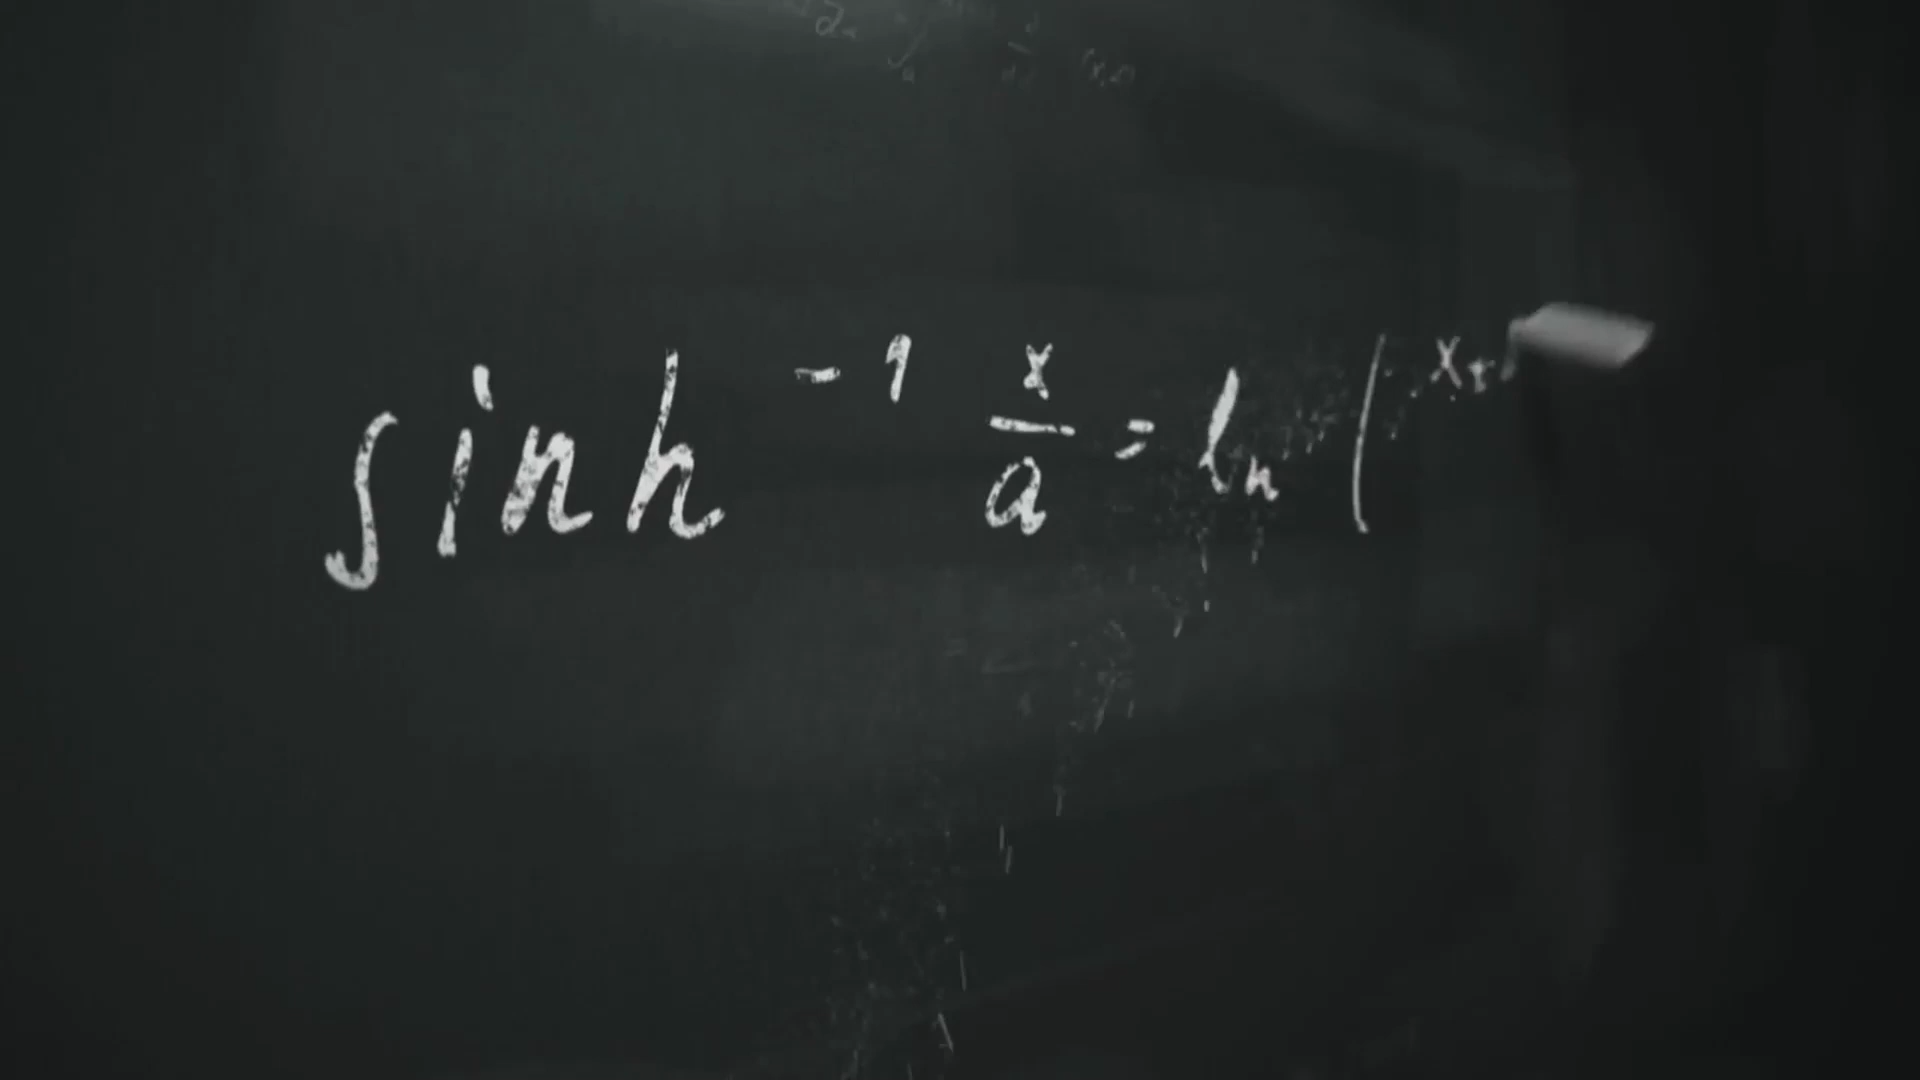 sinh⁻¹ x/a = ln (x+